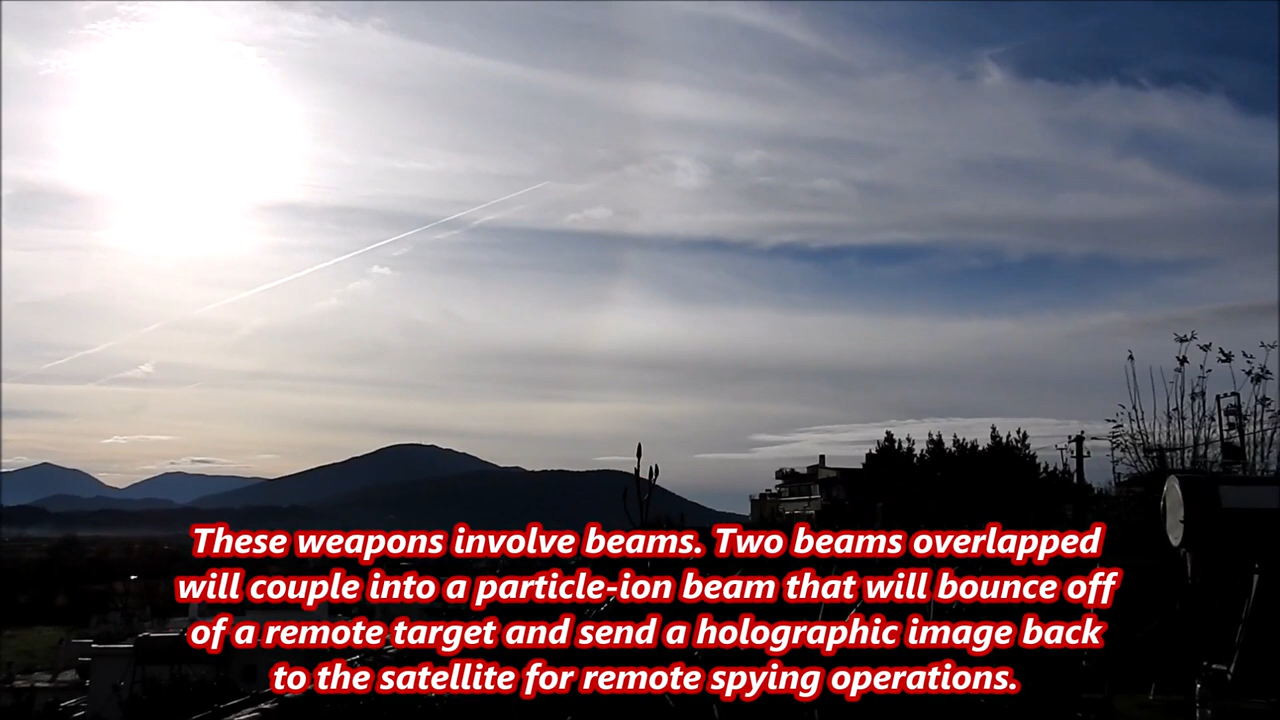 These weapons involve beams. Two beams overlapped
will couple into a particle-ion beam that will bounce off
of a remote target and send a holographic image back
to the satellite for remote spying operations.